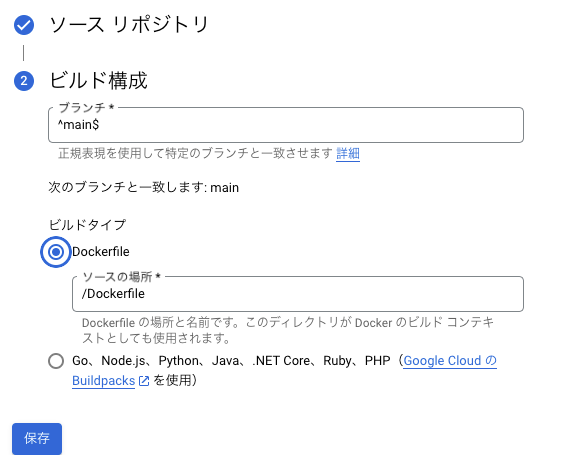 ソース リポジトリ
2 ビルド構成
ブランチ *
^main$
正規表現を使用して特定のブランチと一致させます 詳細
次のブランチと一致します: main
ビルドタイプ
Dockerfile
ソースの場所 *
/Dockerfile
Dockerfile の場所と名前です。このディレクトリが Docker のビルド コンテキ
ストとしても使用されます。
Go、Node.js、Python、Java、.NET Core、Ruby、PHP（Google Cloud の
Buildpacks を使用）
保存